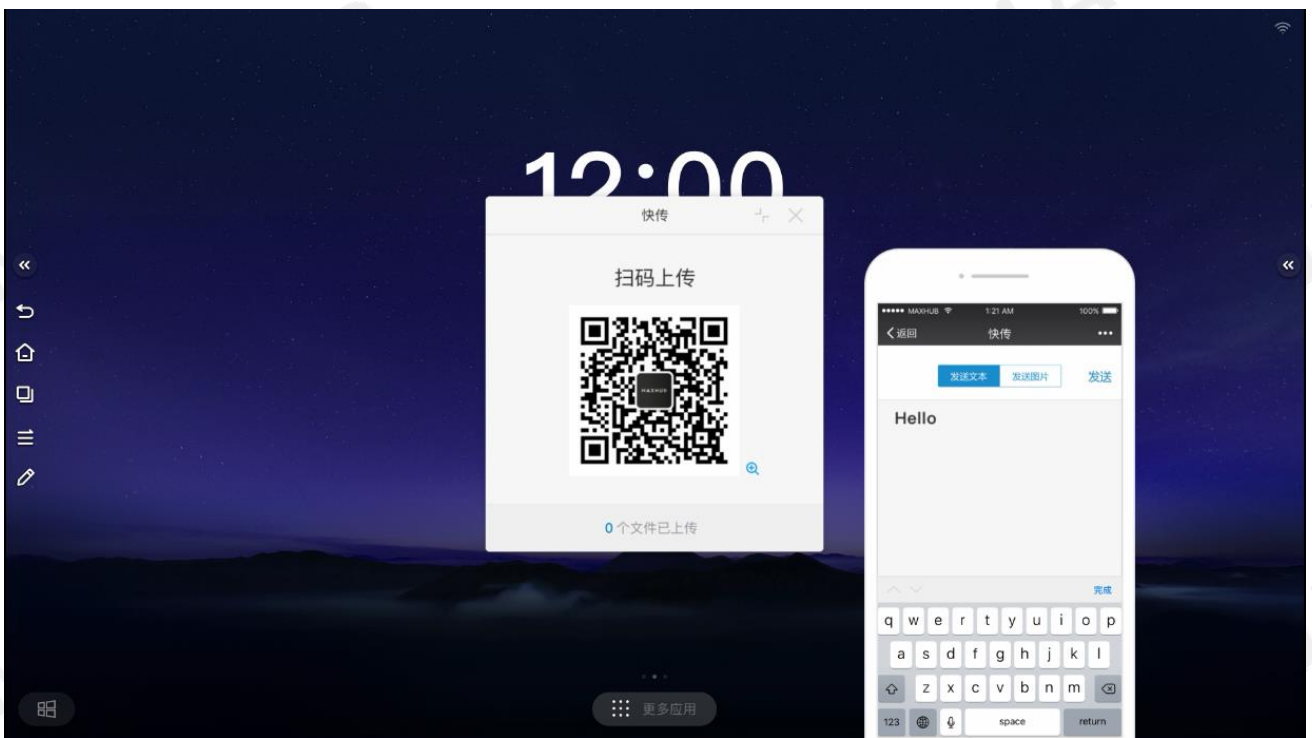 12:00
快传
扫码上传
MAXHUB
0 个文件已上传
更多应用
MAXHUB 1:21 AM 100%
返回 快传
发送文本 发送图片 发送
Hello
完成
q w e r t y u i o p
a s d f g h j k l
z x c v b n m
123 space return